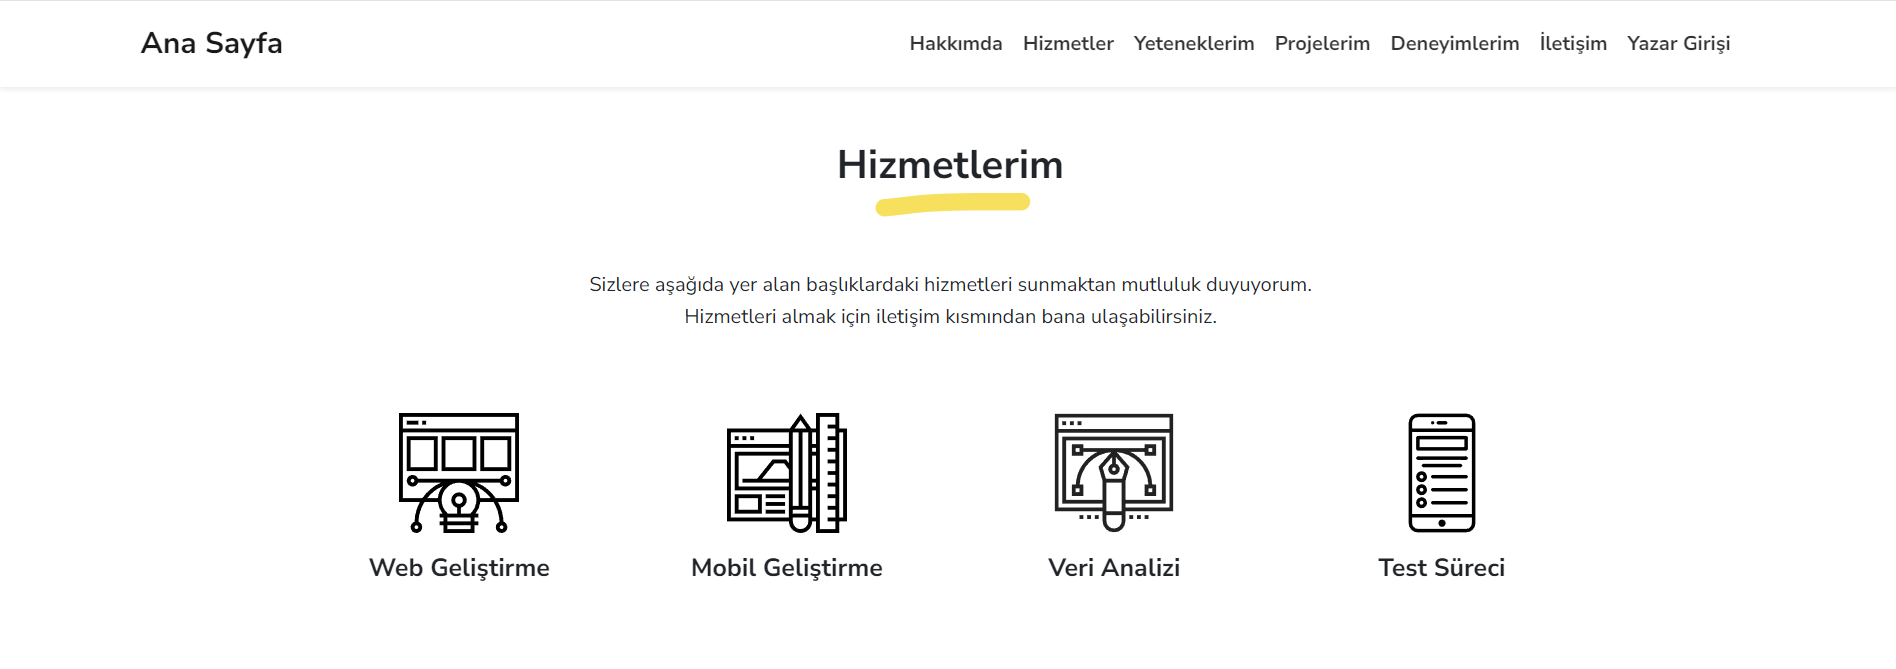 Ana Sayfa
Hakkımda Hizmetler Yeteneklerim Projelerim Deneyimlerim İletişim Yazar Girişi
Hizmetlerim
Sizlere aşağıda yer alan başlıklardaki hizmetleri sunmaktan mutluluk duyuyorum.
Hizmetleri almak için iletişim kısmından bana ulaşabilirsiniz.
Web Geliştirme
Mobil Geliştirme
Veri Analizi
Test Süreci